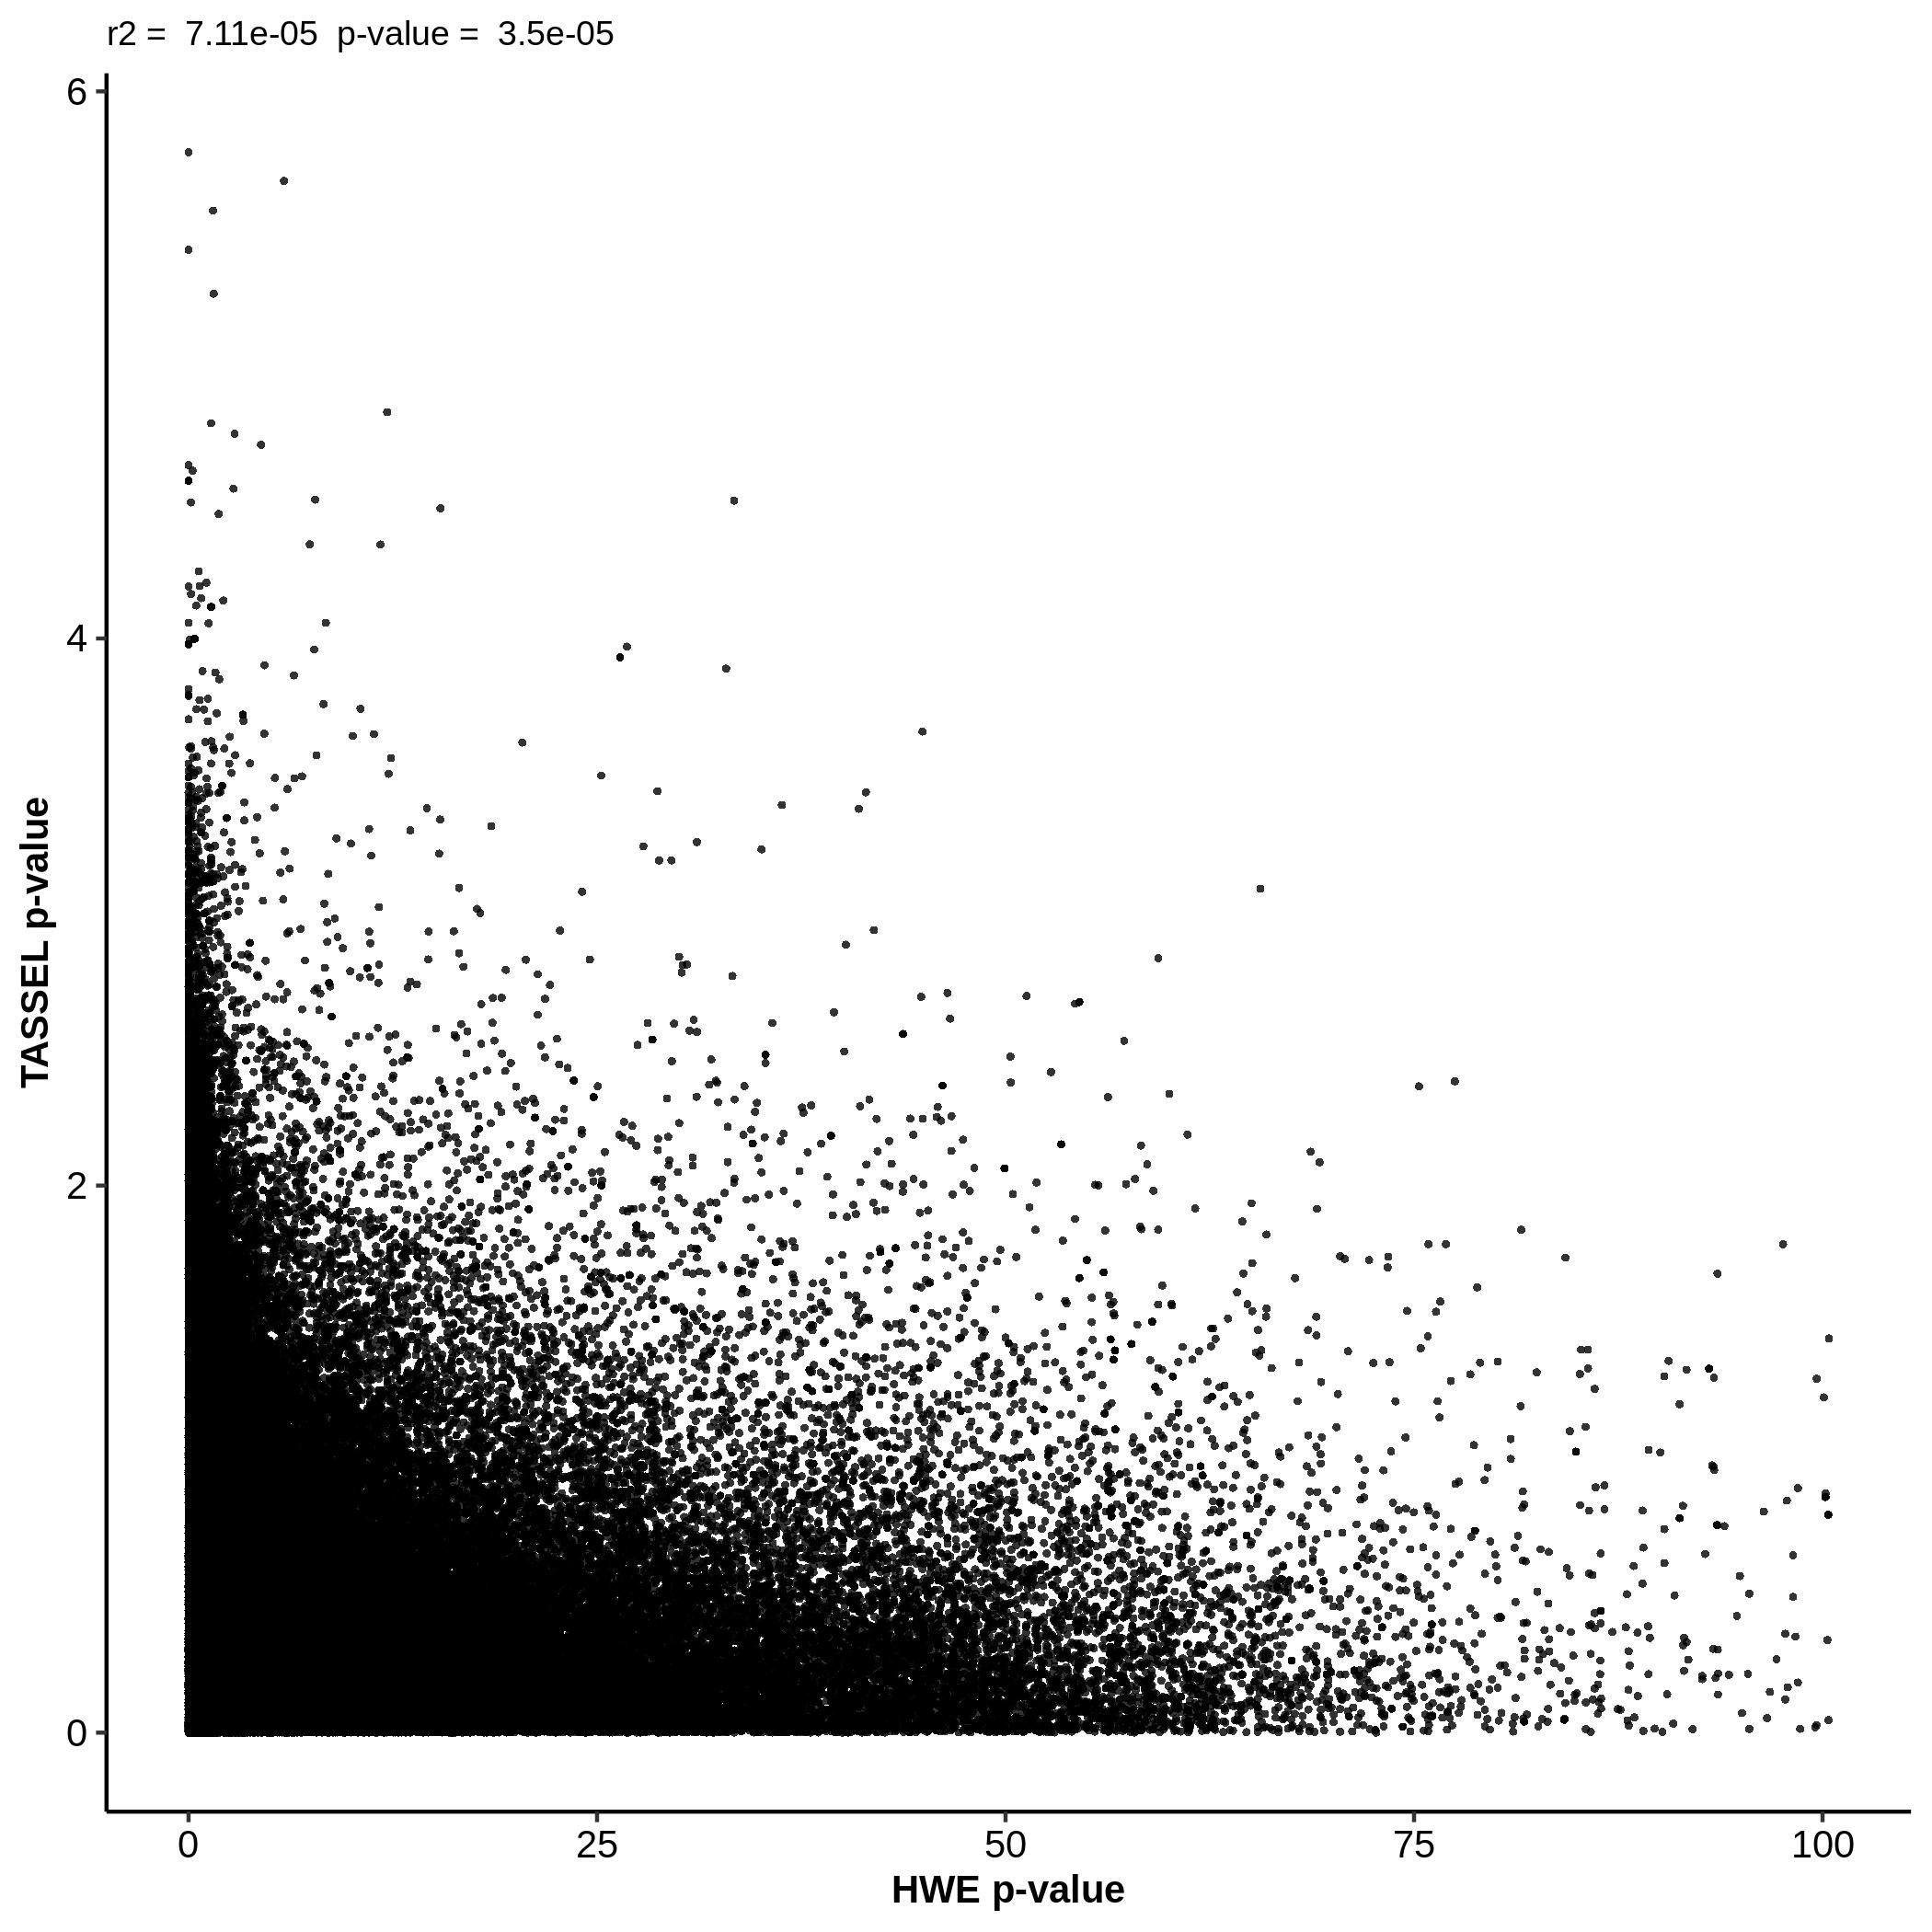 r2 =  7.11e-05  p-value =  3.5e-05
6
4
2
0
TASSEL p-value
0 25 50 75 100
HWE p-value